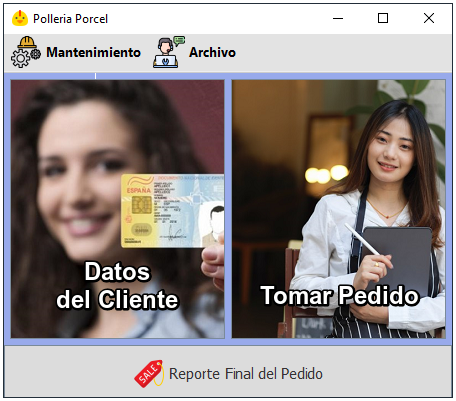 Polleria Porcel
Mantenimiento
Archivo
ESPAÑA
Datos
del Cliente
Tomar Pedido
SALE
Reporte Final del Pedido